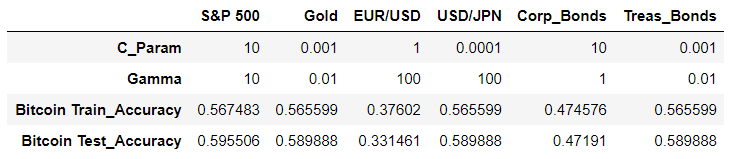 S&P 500 Gold EUR/USD USD/JPN Corp_Bonds Treas_Bonds
C_Param 10 0.001 1 0.0001 10 0.001
Gamma 10 0.01 100 100 1 0.01
Bitcoin Train_Accuracy 0.567483 0.565599 0.37602 0.565599 0.474576 0.565599
Bitcoin Test_Accuracy 0.595506 0.589888 0.331461 0.589888 0.47191 0.589888